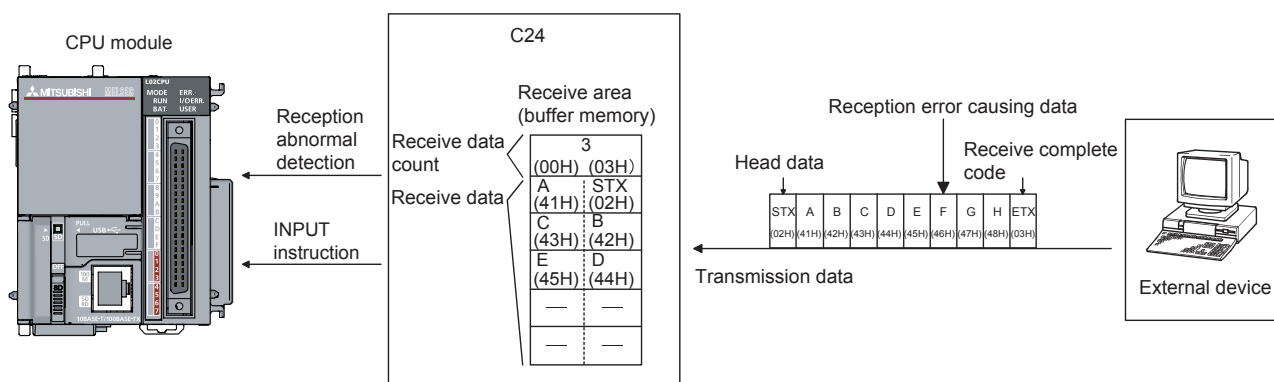 CPU module
MITSUBISHI
L02CPU
MODE ERR.
RUN I/OERR.
BAT. USER
PULL
USB
SD
10BASE-T/100BASE-TX
Reception
abnormal
detection
INPUT
instruction
C24
Receive area
(buffer memory)
Receive data
count
Receive data
3
(00H) (03H)
A STX
(41H) (02H)
C B
(43H) (42H)
E D
(45H) (44H)
— —
— —
Reception error causing data
Head data
Receive complete
code
STX A B C D E F G H ETX
(02H) (41H) (42H) (43H) (44H) (45H) (46H) (47H) (48H) (03H)
Transmission data
External device